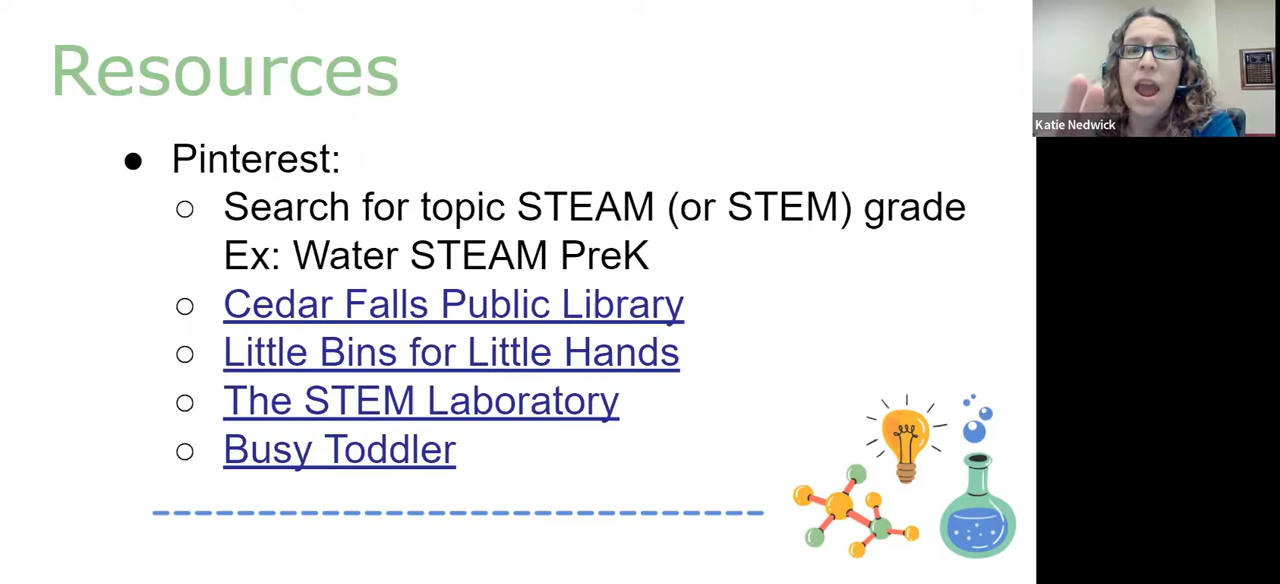 Resources
● Pinterest:
○ Search for topic STEAM (or STEM) grade
Ex: Water STEAM PreK
○ Cedar Falls Public Library
○ Little Bins for Little Hands
○ The STEM Laboratory
○ Busy Toddler
Katie Nedwick